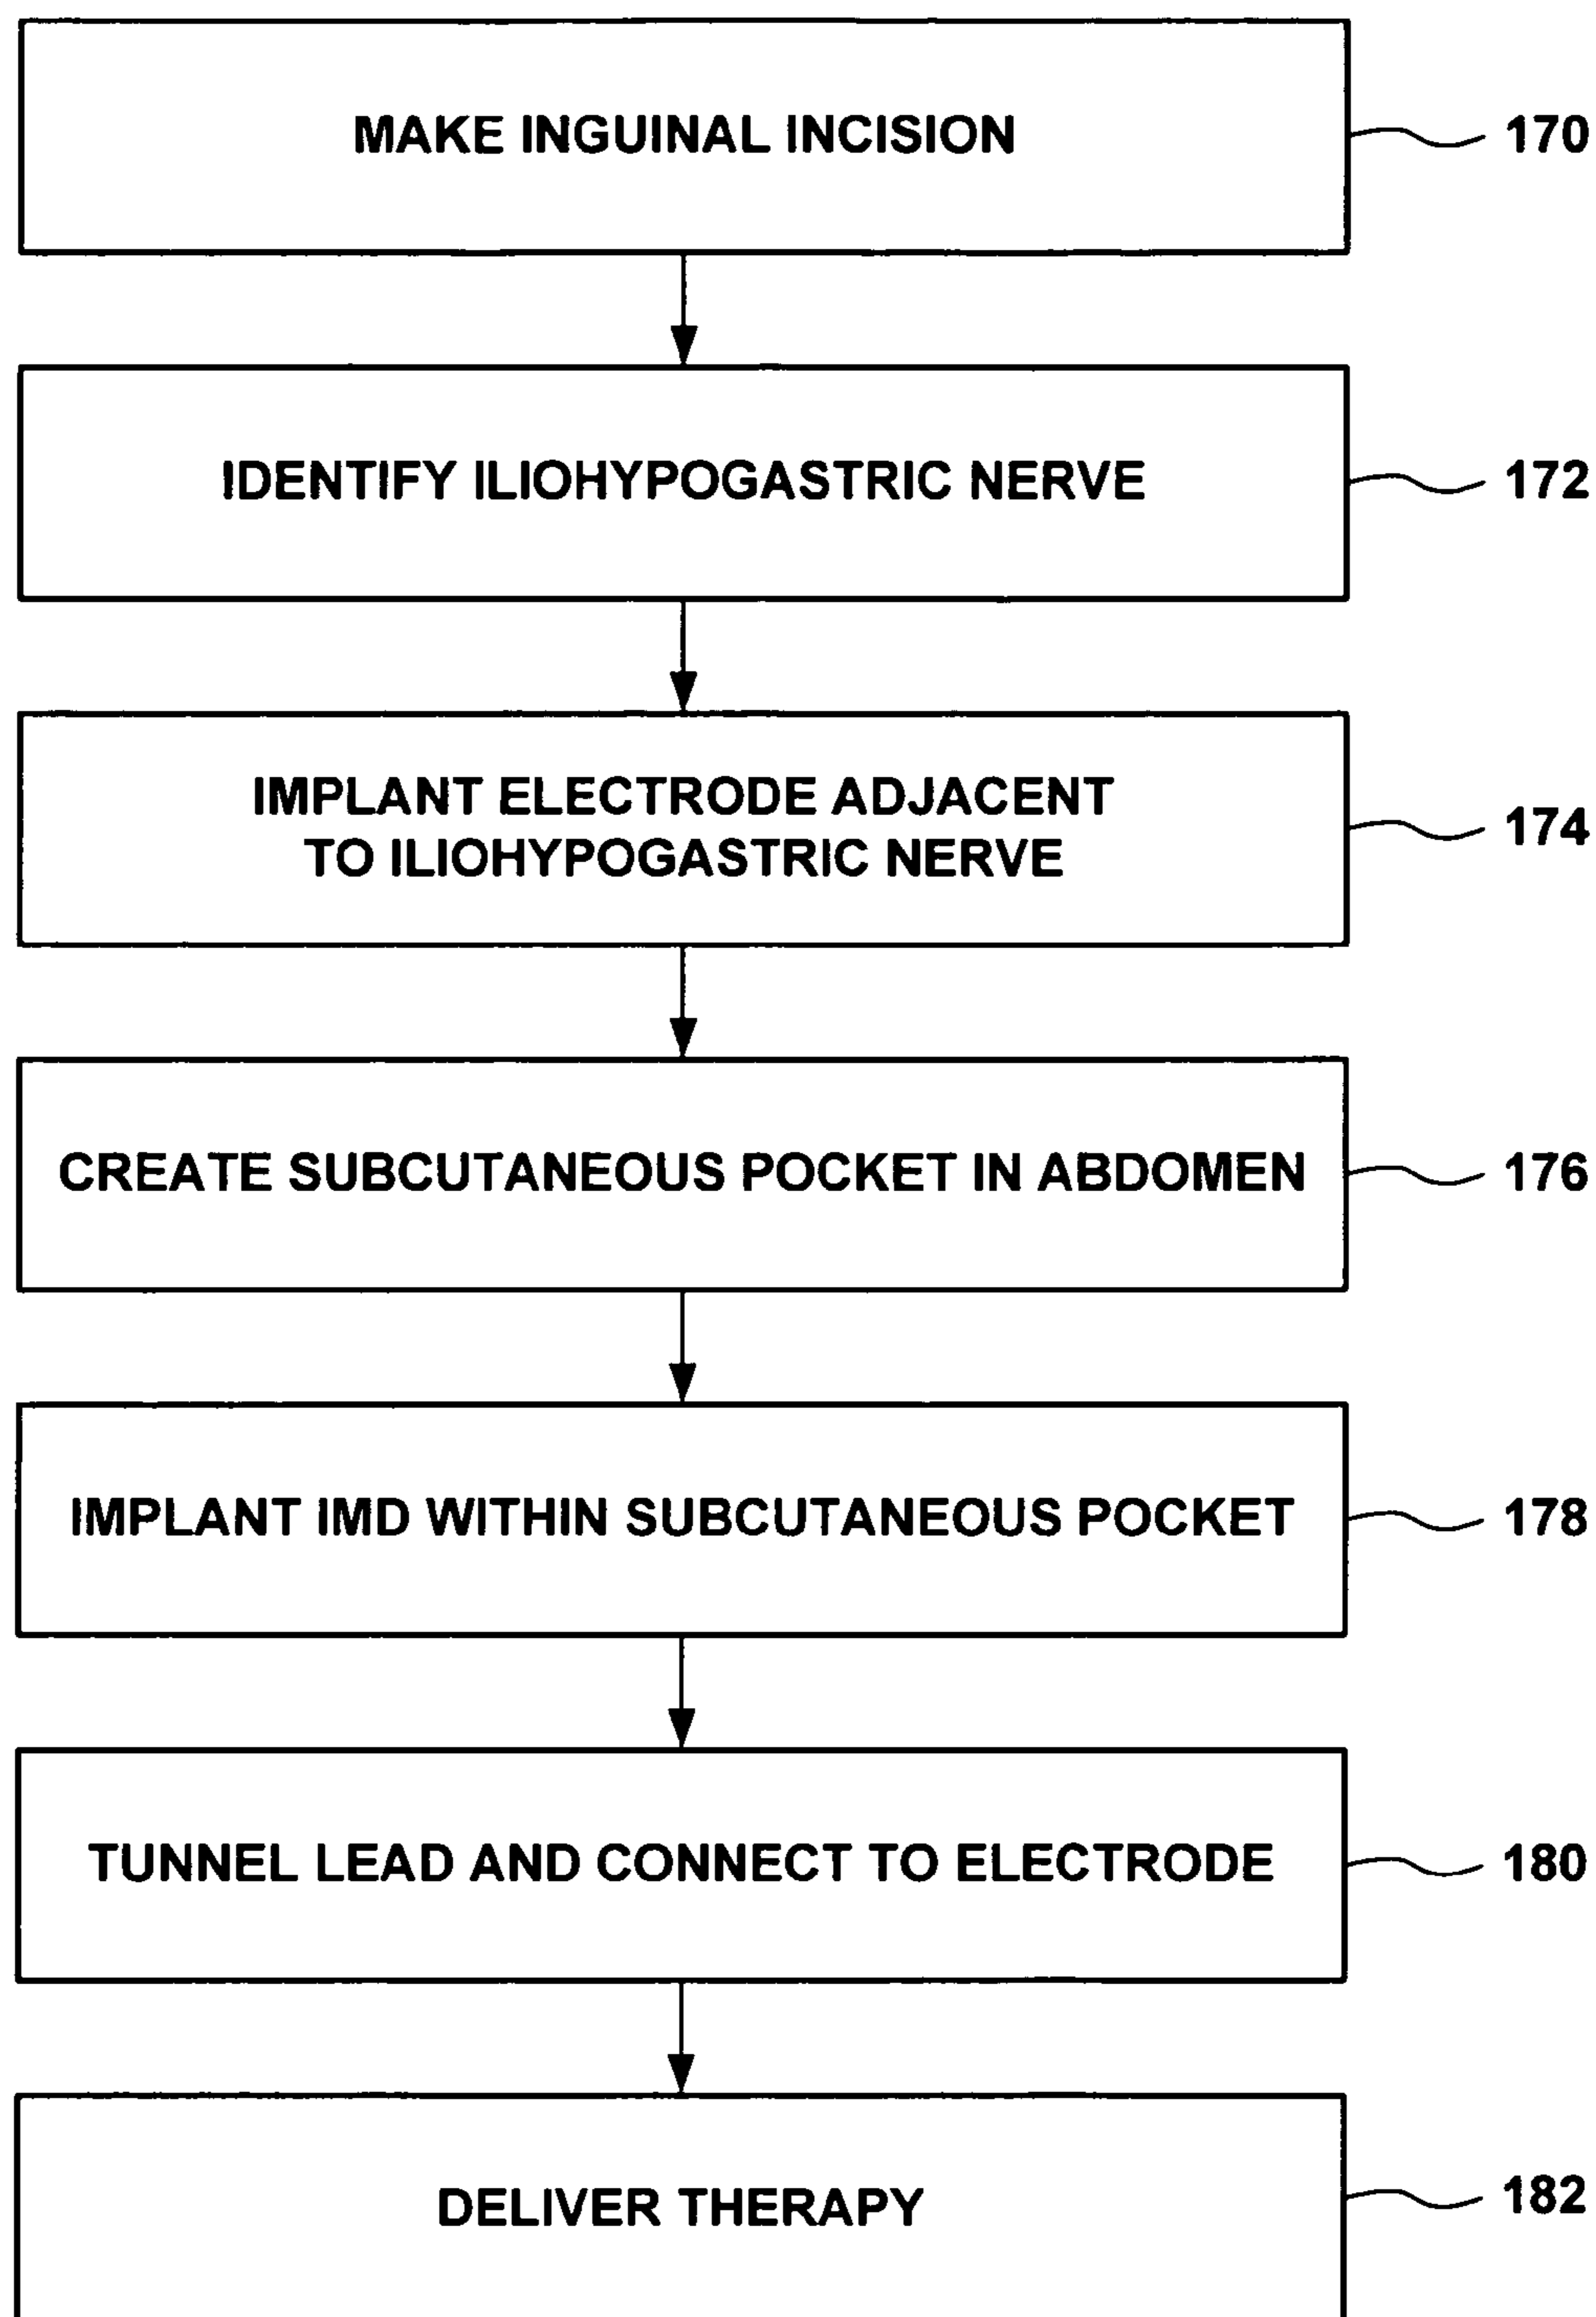 MAKE INGUINAL INCISION
170
IDENTIFY ILIOHYPOGASTRIC NERVE
172
IMPLANT ELECTRODE ADJACENT
TO ILIOHYPOGASTRIC NERVE
174
CREATE SUBCUTANEOUS POCKET IN ABDOMEN
176
IMPLANT IMD WITHIN SUBCUTANEOUS POCKET
178
TUNNEL LEAD AND CONNECT TO ELECTRODE
180
DELIVER THERAPY
182